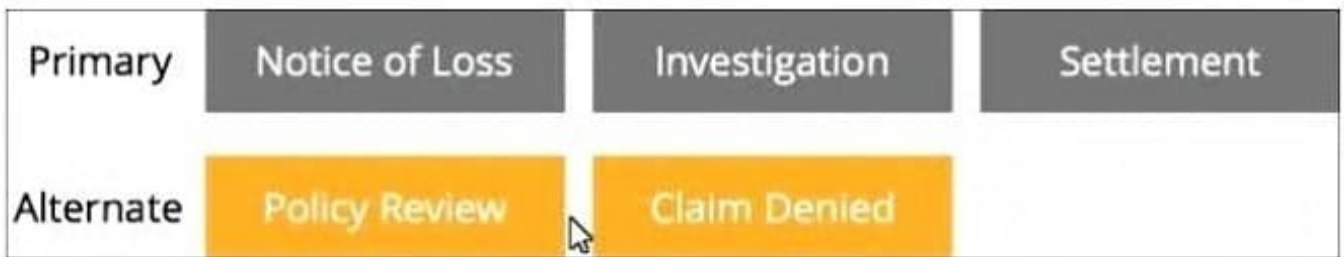 Primary Notice of Loss Investigation Settlement
Alternate Policy Review Claim Denied